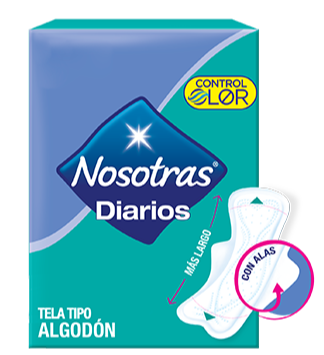 CONTROL
OLOR
Nosotras®
Diarios
MÁS LARGO
CON ALAS
TELA TIPO
ALGODÓN